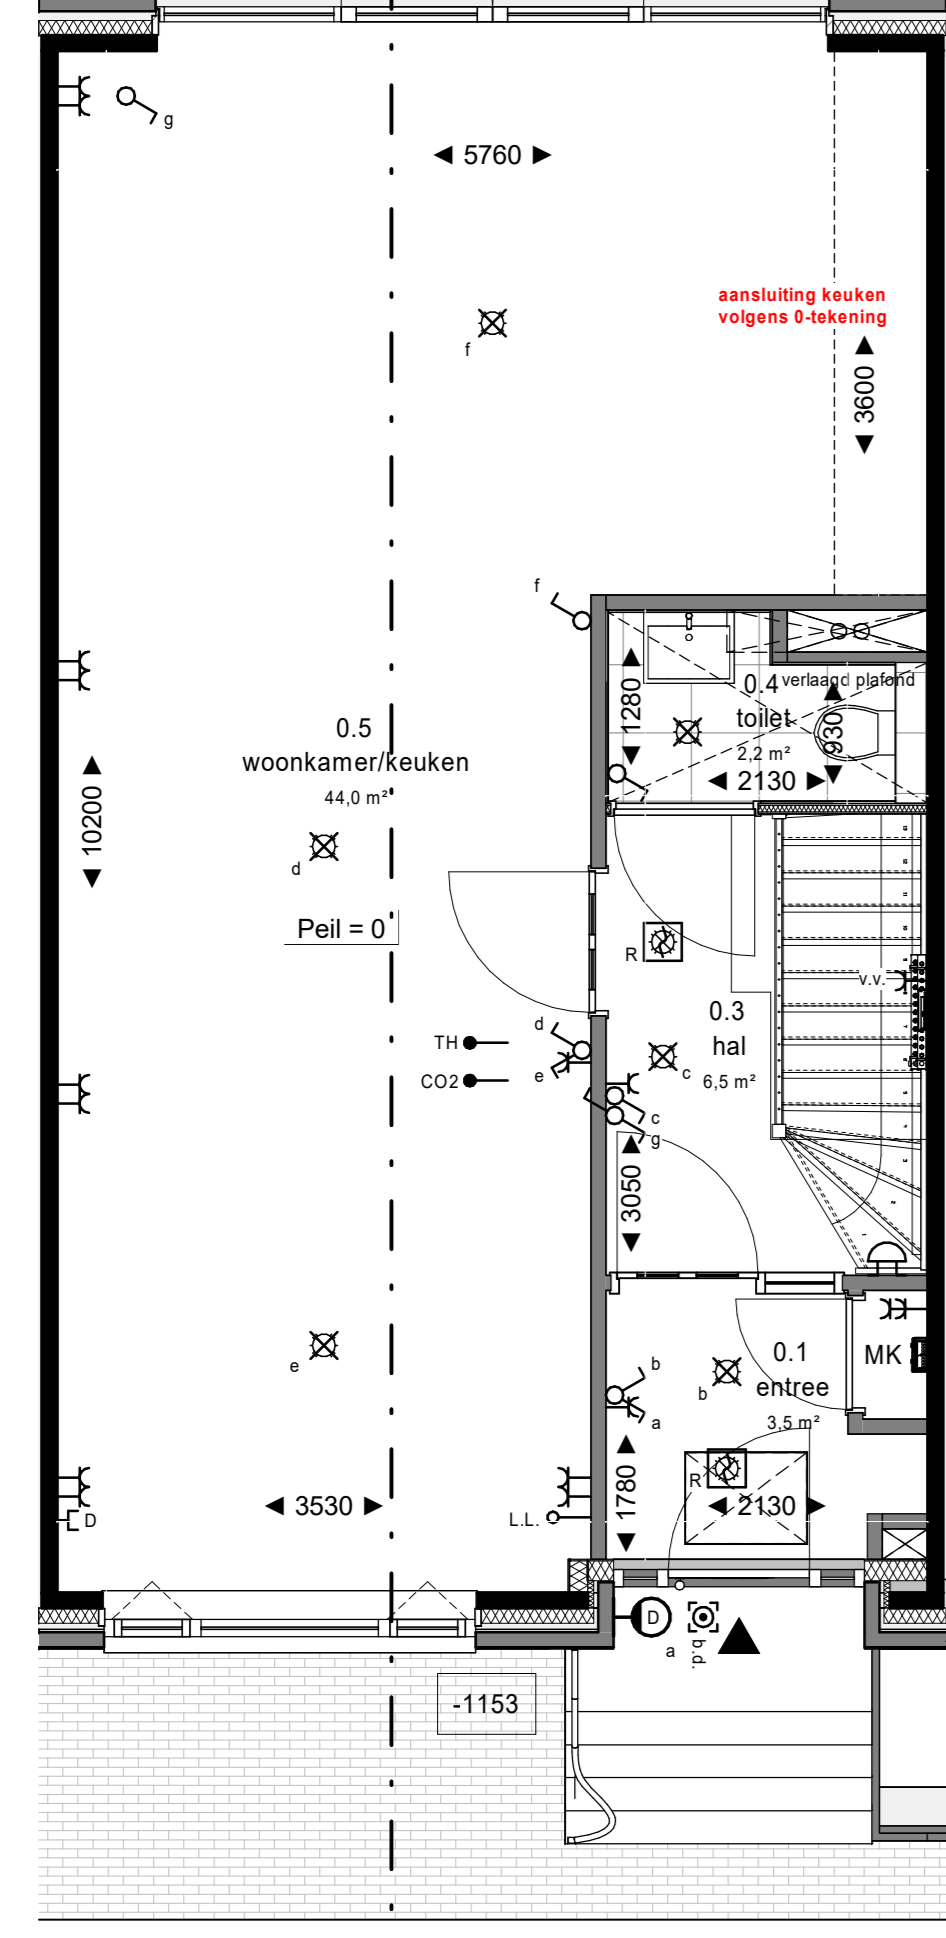 g
5760
f
aansluiting keuken
volgens 0-tekening
3600
f
1280
0.4
verlaagd plafond
toilet
930
2,2 m²
2130
0.5
woonkamer/keuken
44,0 m²
10200
d
Peil = 0
R
v.v.
0.3
hal
6,5 m²
TH
d
CO2
e
c
c
g
3050
e
b
b
a
0.1
entree
3,5 m²
MK
R
2130
1780
3530
D
L.L.
D
a
b.d.
-1153